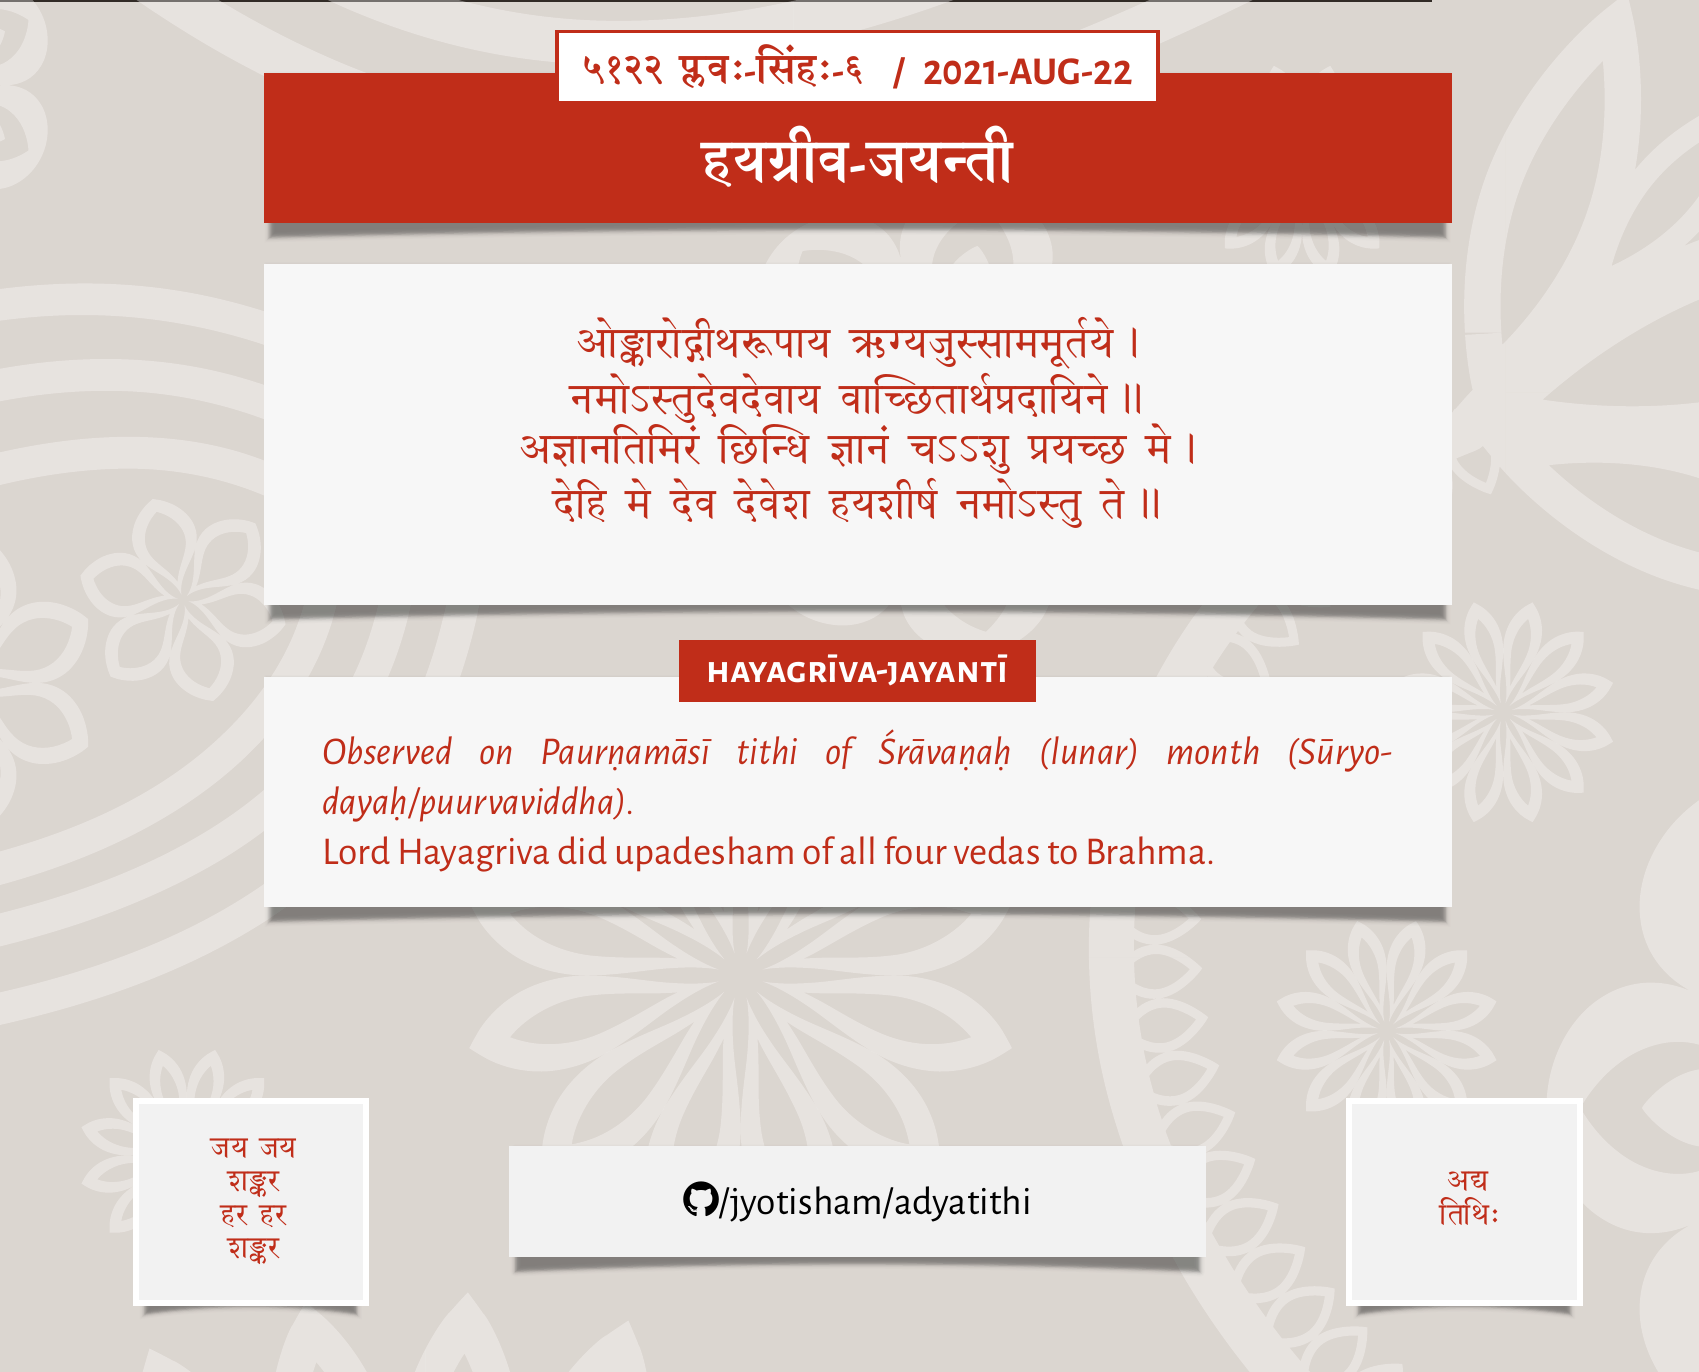 ५१२२ प्लवः-सिंहः-६ / 2021-AUG-22
हयग्रीव-जयन्ती
ओङ्कारोद्गीथरूपाय ऋग्यजुस्साममूर्तये ।
नमोऽस्तुदेवदेवाय वाच्छितार्थप्रदायिने ॥
अज्ञानतिमिरं छिन्धि ज्ञानं चऽऽशु प्रयच्छ मे ।
देहि मे देव देवेश हयशीर्ष नमोऽस्तु ते ॥
HAYAGRĪVA-JAYANTĪ
Observed on Paurṇamāsī tithi of Śrāvaṇaḥ (lunar) month (Sūryo-
dayaḥ/puurvaviddha).
Lord Hayagriva did upadesham of all four vedas to Brahma.
जय जय
शङ्कर
हर हर
शङ्कर
/jyotisham/adyatithi
अद्य
तिथिः